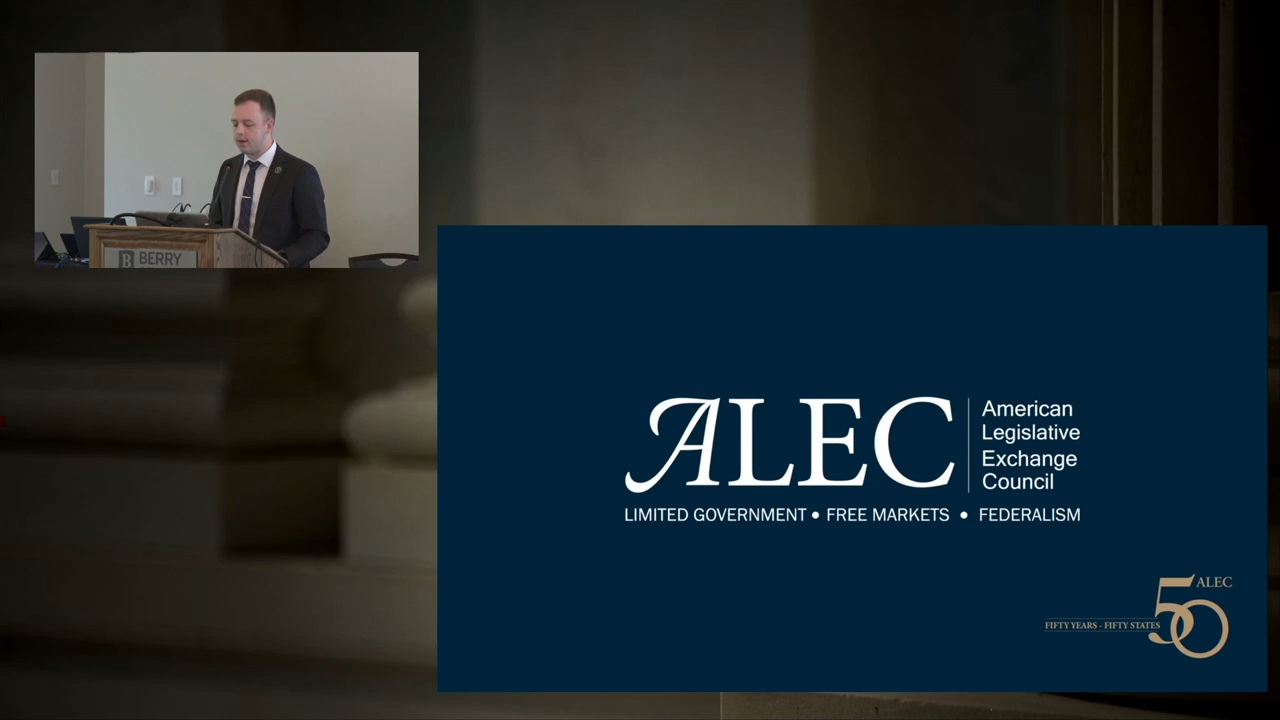 B BERRY
ALEC
American
Legislative
Exchange
Council
LIMITED GOVERNMENT • FREE MARKETS • FEDERALISM
ALEC
50
FIFTY YEARS - FIFTY STATES